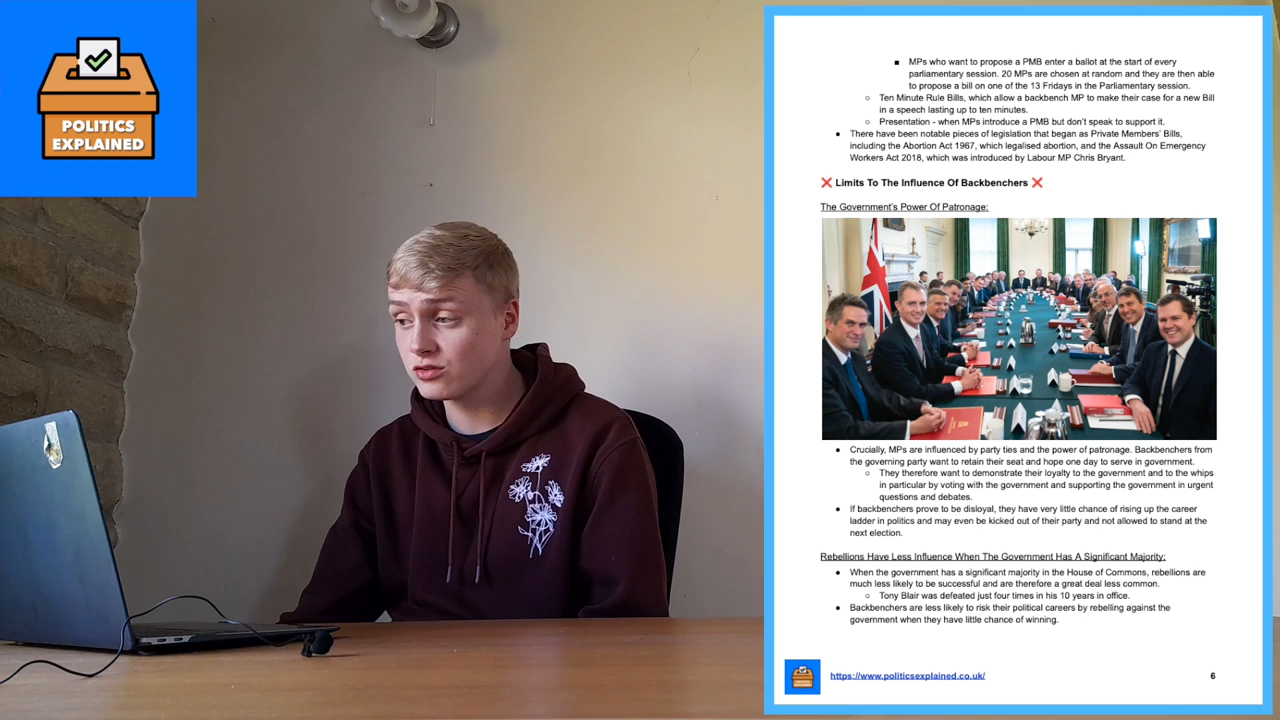 POLITICS
EXPLAINED
■ MPs who want to propose a PMB enter a ballot at the start of every
parliamentary session. 20 MPs are chosen at random and they are then able
to propose a bill on one of the 13 Fridays in the Parliamentary session.
○ Ten Minute Rule Bills, which allow a backbench MP to make their case for a new Bill
in a speech lasting up to ten minutes.
○ Presentation - when MPs introduce a PMB but don't speak to support it.
● There have been notable pieces of legislation that began as Private Members' Bills,
including the Abortion Act 1967, which legalised abortion, and the Assault On Emergency
Workers Act 2018, which was introduced by Labour MP Chris Bryant.
❌ Limits To The Influence Of Backbenchers ❌
The Government's Power Of Patronage:
● Crucially, MPs are influenced by party ties and the power of patronage. Backbenchers from
the governing party want to retain their seat and hope one day to serve in government.
○ They therefore want to demonstrate their loyalty to the government and to the whips
in particular by voting with the government and supporting the government in urgent
questions and debates.
● If backbenchers prove to be disloyal, they have very little chance of rising up the career
ladder in politics and may even be kicked out of their party and not allowed to stand at the
next election.
Rebellions Have Less Influence When The Government Has A Significant Majority:
● When the government has a significant majority in the House of Commons, rebellions are
much less likely to be successful and are therefore a great deal less common.
○ Tony Blair was defeated just four times in his 10 years in office.
● Backbenchers are less likely to risk their political careers by rebelling against the
government when they have little chance of winning.
https://www.politicsexplained.co.uk/
6